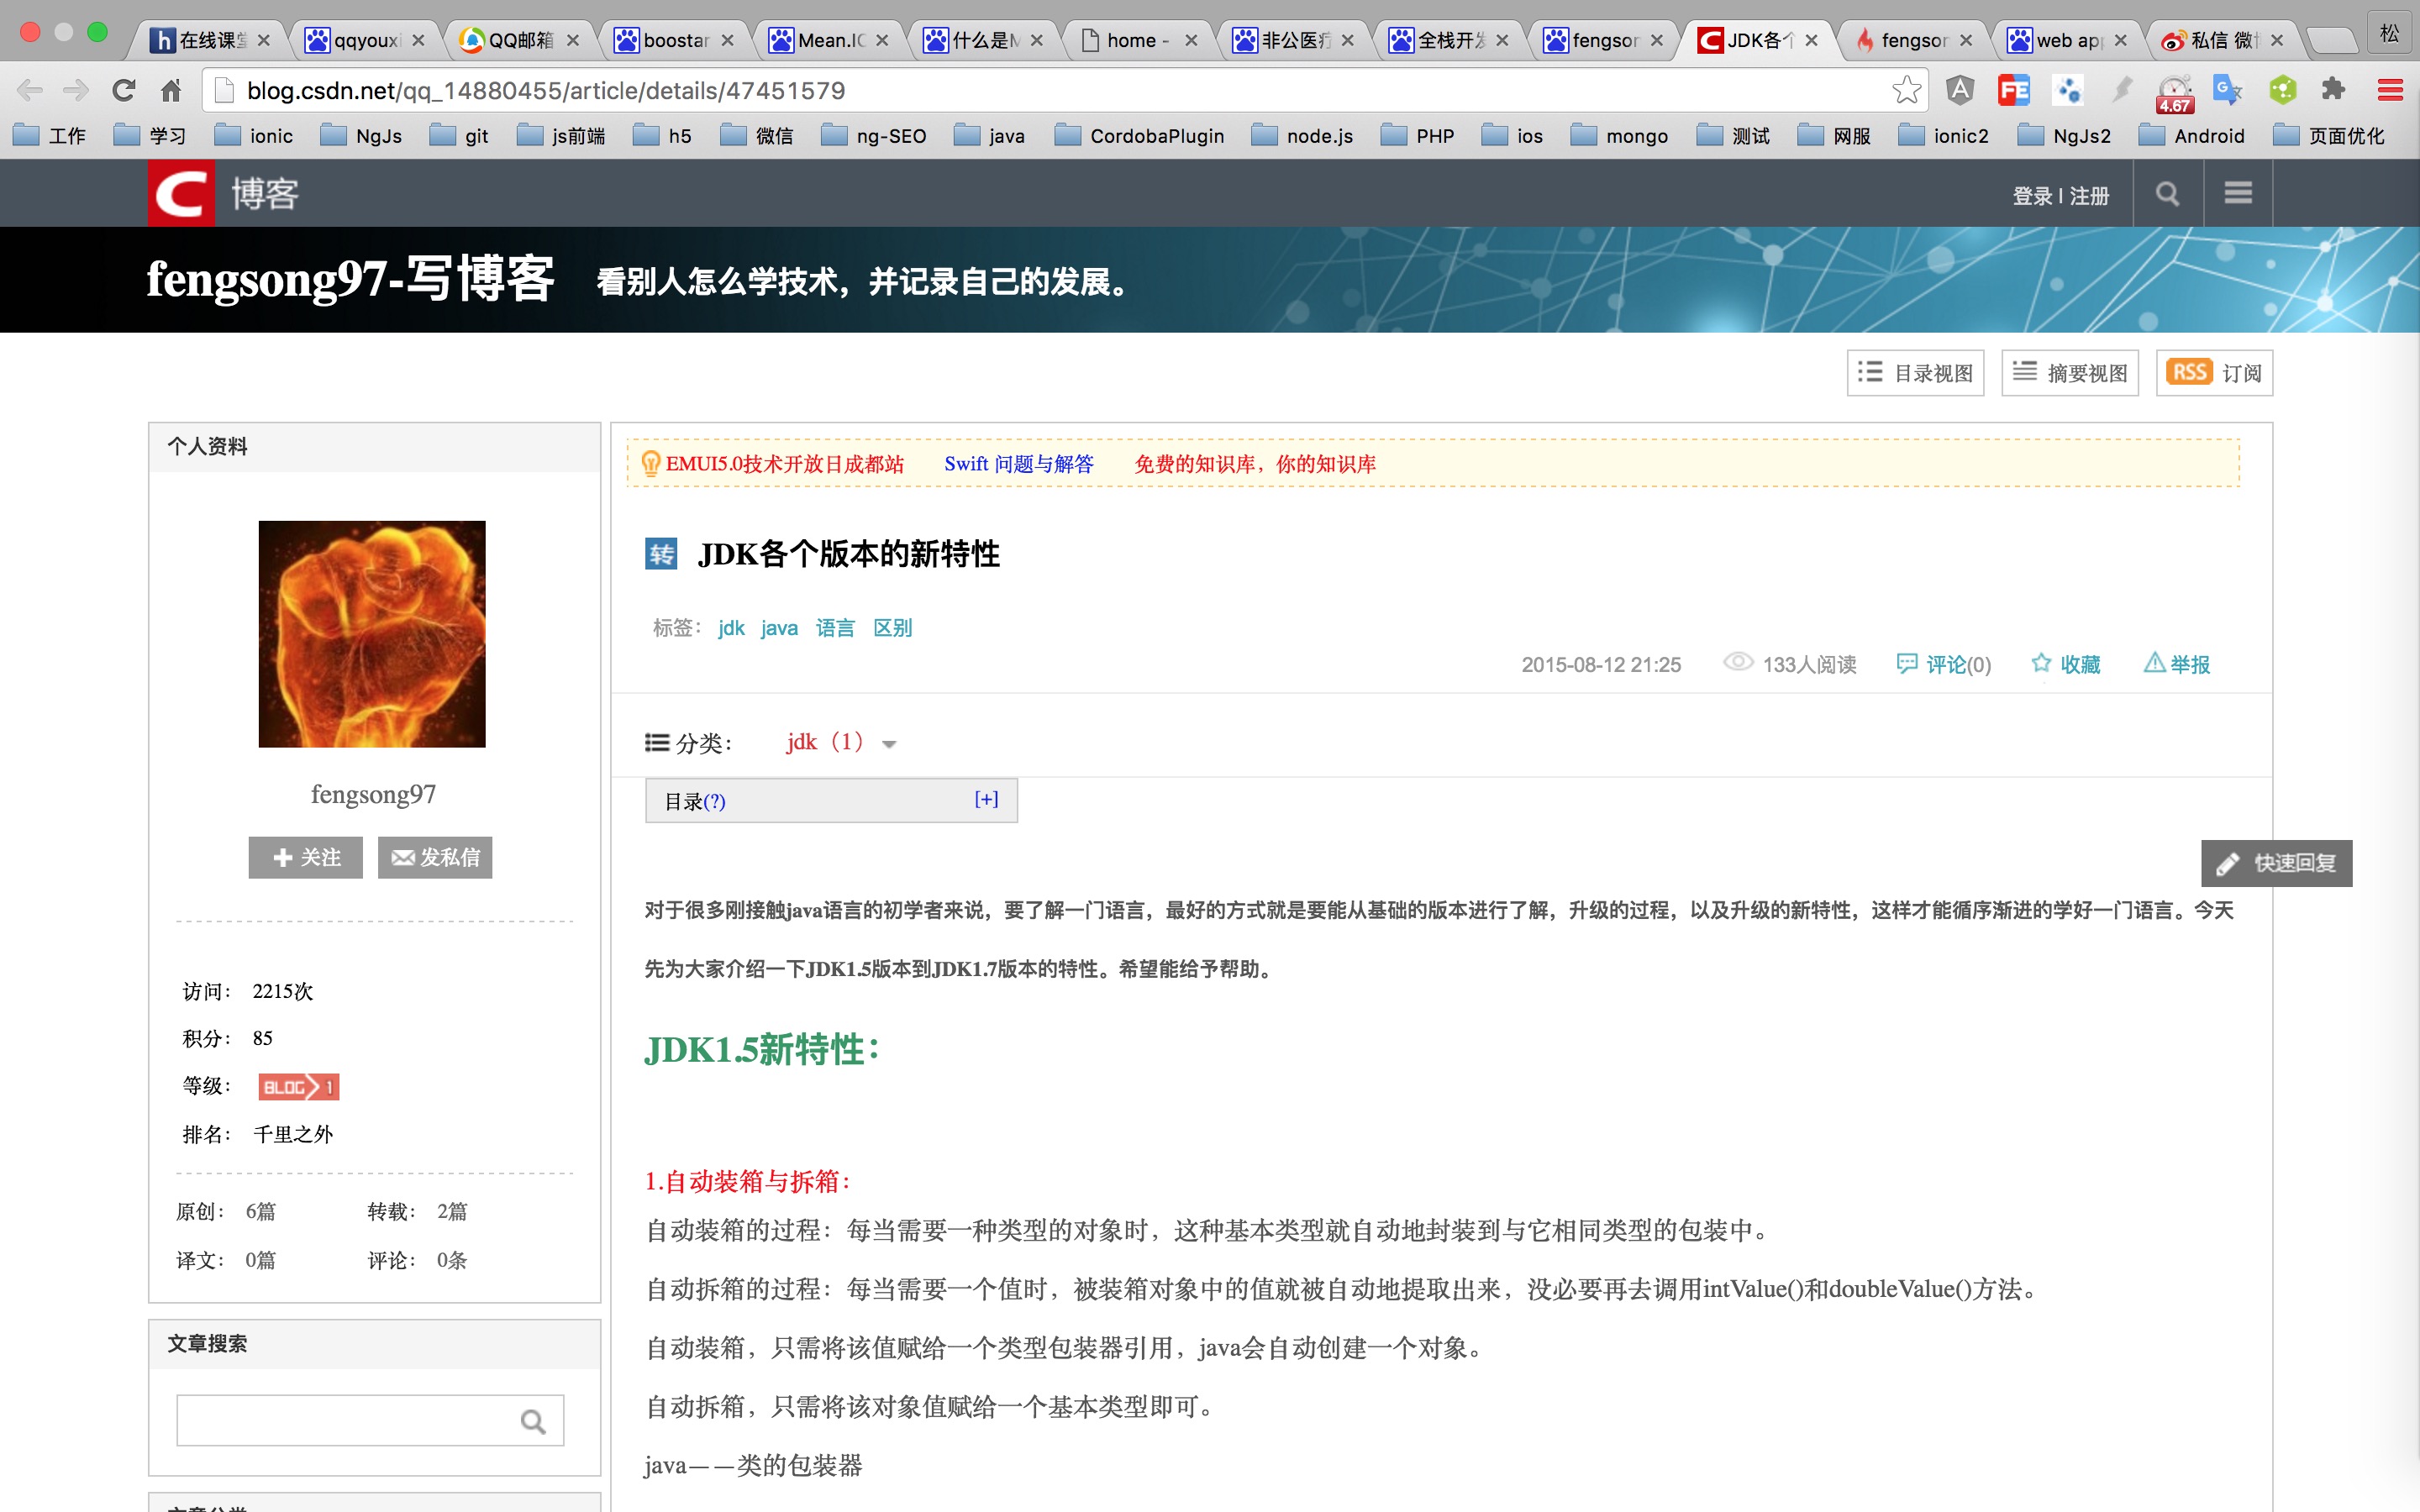 在线课堂
qqyouxi
QQ邮箱
boostar
Mean.IO
什么是M
home -
非公医疗
全栈开发
fengson
JDK各个
fengson
web app
私信 微
松
blog.csdn.net/qq_14880455/article/details/47451579
4.67
工作 学习 ionic NgJs git js前端 h5 微信 ng-SEO java CordobaPlugin node.js PHP ios mongo 测试 网服 ionic2 NgJs2 Android 页面优化
博客
登录 | 注册
fengsong97-写博客 看别人怎么学技术，并记录自己的发展。
目录视图 摘要视图 RSS 订阅
个人资料
fengsong97
关注 发私信
访问： 2215次
积分： 85
等级： BLOG 1
排名： 千里之外
原创： 6篇 转载： 2篇
译文： 0篇 评论： 0条
文章搜索
EMUI5.0技术开放日成都站 Swift 问题与解答 免费的知识库，你的知识库
转 JDK各个版本的新特性
标签： jdk java 语言 区别
2015-08-12 21:25 133人阅读 评论(0) 收藏 举报
分类： jdk（1）
目录(?) [+]
快速回复
对于很多刚接触java语言的初学者来说，要了解一门语言，最好的方式就是要能从基础的版本进行了解，升级的过程，以及升级的新特性，这样才能循序渐进的学好一门语言。今天
先为大家介绍一下JDK1.5版本到JDK1.7版本的特性。希望能给予帮助。
JDK1.5新特性：
1.自动装箱与拆箱：
自动装箱的过程：每当需要一种类型的对象时，这种基本类型就自动地封装到与它相同类型的包装中。
自动拆箱的过程：每当需要一个值时，被装箱对象中的值就被自动地提取出来，没必要再去调用intValue()和doubleValue()方法。
自动装箱，只需将该值赋给一个类型包装器引用，java会自动创建一个对象。
自动拆箱，只需将该对象值赋给一个基本类型即可。
java——类的包装器